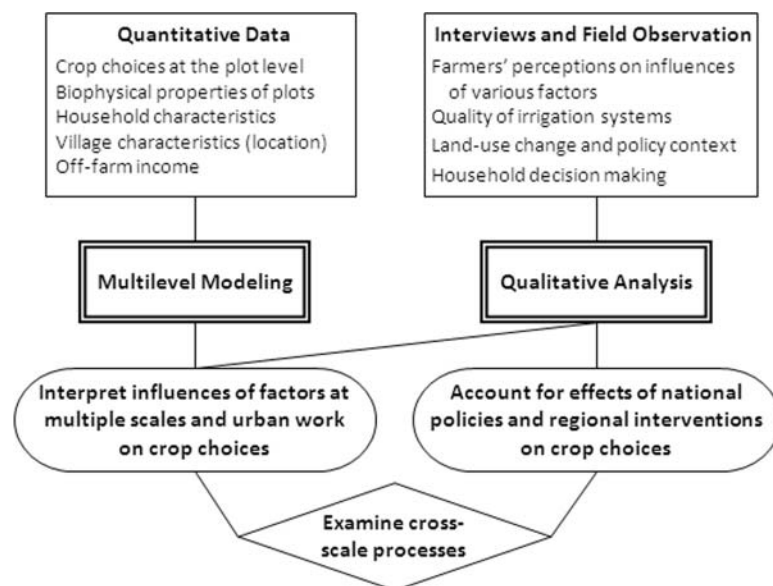 Quantitative Data
Crop choices at the plot level
Biophysical properties of plots
Household characteristics
Village characteristics (location)
Off-farm income
Interviews and Field Observation
Farmers' perceptions on influences
of various factors
Quality of irrigation systems
Land-use change and policy context
Household decision making
Multilevel Modeling
Qualitative Analysis
Interpret influences of factors at
multiple scales and urban work
on crop choices
Account for effects of national
policies and regional interventions
on crop choices
Examine cross-
scale processes